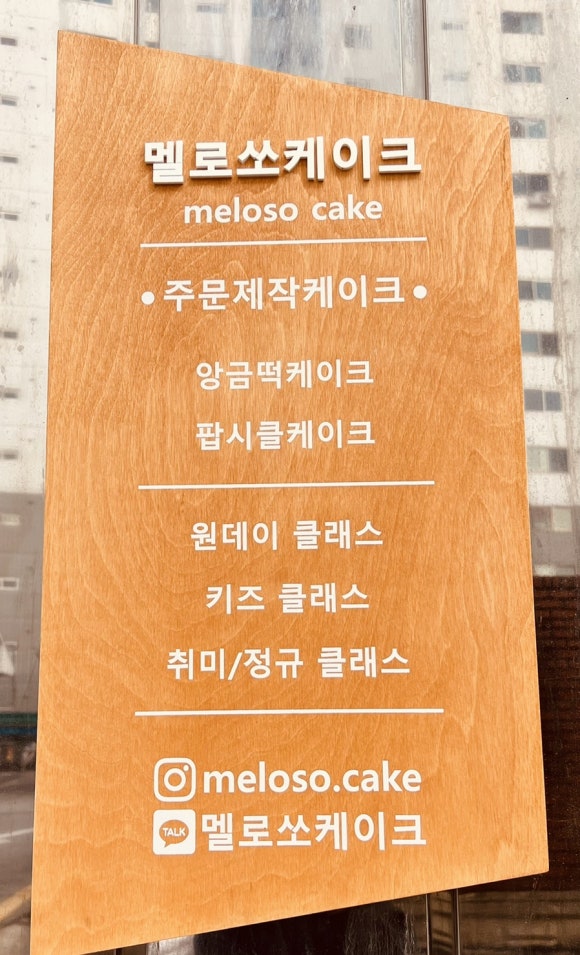 멜로쏘케이크
meloso cake
•주문제작케이크•
앙금떡케이크
팝시클케이크
원데이 클래스
키즈 클래스
취미/정규 클래스
meloso.cake
TALK 멜로쏘케이크